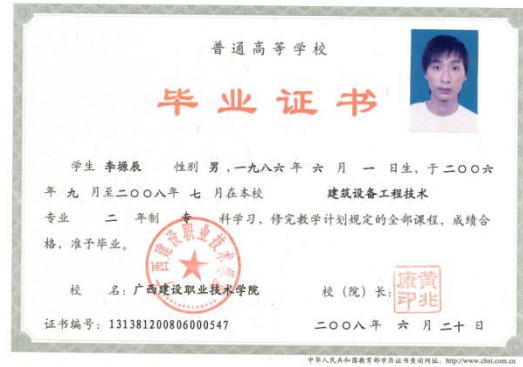 普通高等学校
毕业证书
学生 李塬辰 性别 男，一九八六年 六 月 一 日生，于二〇〇六
年 九 月至二〇〇八年 七 月在本校 建筑设备工程技术
专业 二 年制 专 科学习，修完教学计划规定的全部课程，成绩合
格，准予毕业。
校 名：广西建设职业技术学院 校（院）长：
证书编号：131381200806000547 二〇〇八年 六 月二十 日
中华人民共和国教育部学历证书查询网址：http://www.chsi.com.cn